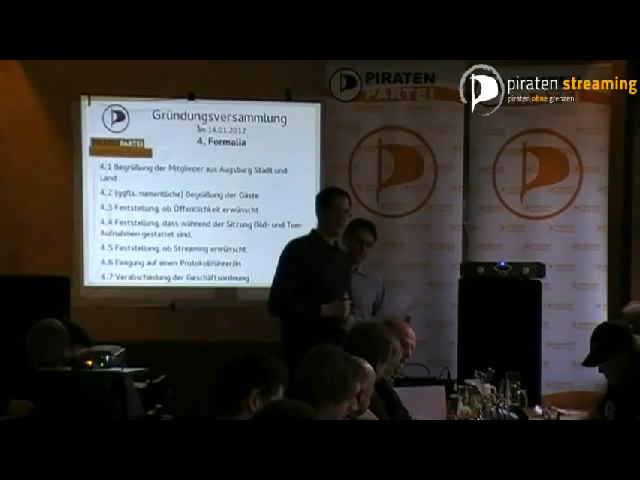 Gründungsversammlung
am 14.01.2012
4. Formalia
PIRATENPARTEI
4.1 Begrüßung der Mitglieder aus Augsburg Stadt und
Land
4.2 (ggfls. namentliche) Begrüßung der Gäste
4.3 Feststellung, ob Öffentlichkeit erwünscht
4.4 Feststellung, dass während der Sitzung Bild- und Ton-
Aufnahmen gestattet sind.
4.5 Feststellung, ob Streaming erwünscht
4.6 Einigung auf einen Protokollführer/in
4.7 Verabschiedung der Geschäftsordnung
PIRATEN
PARTEI
piraten streaming
piraten ohne grenzen